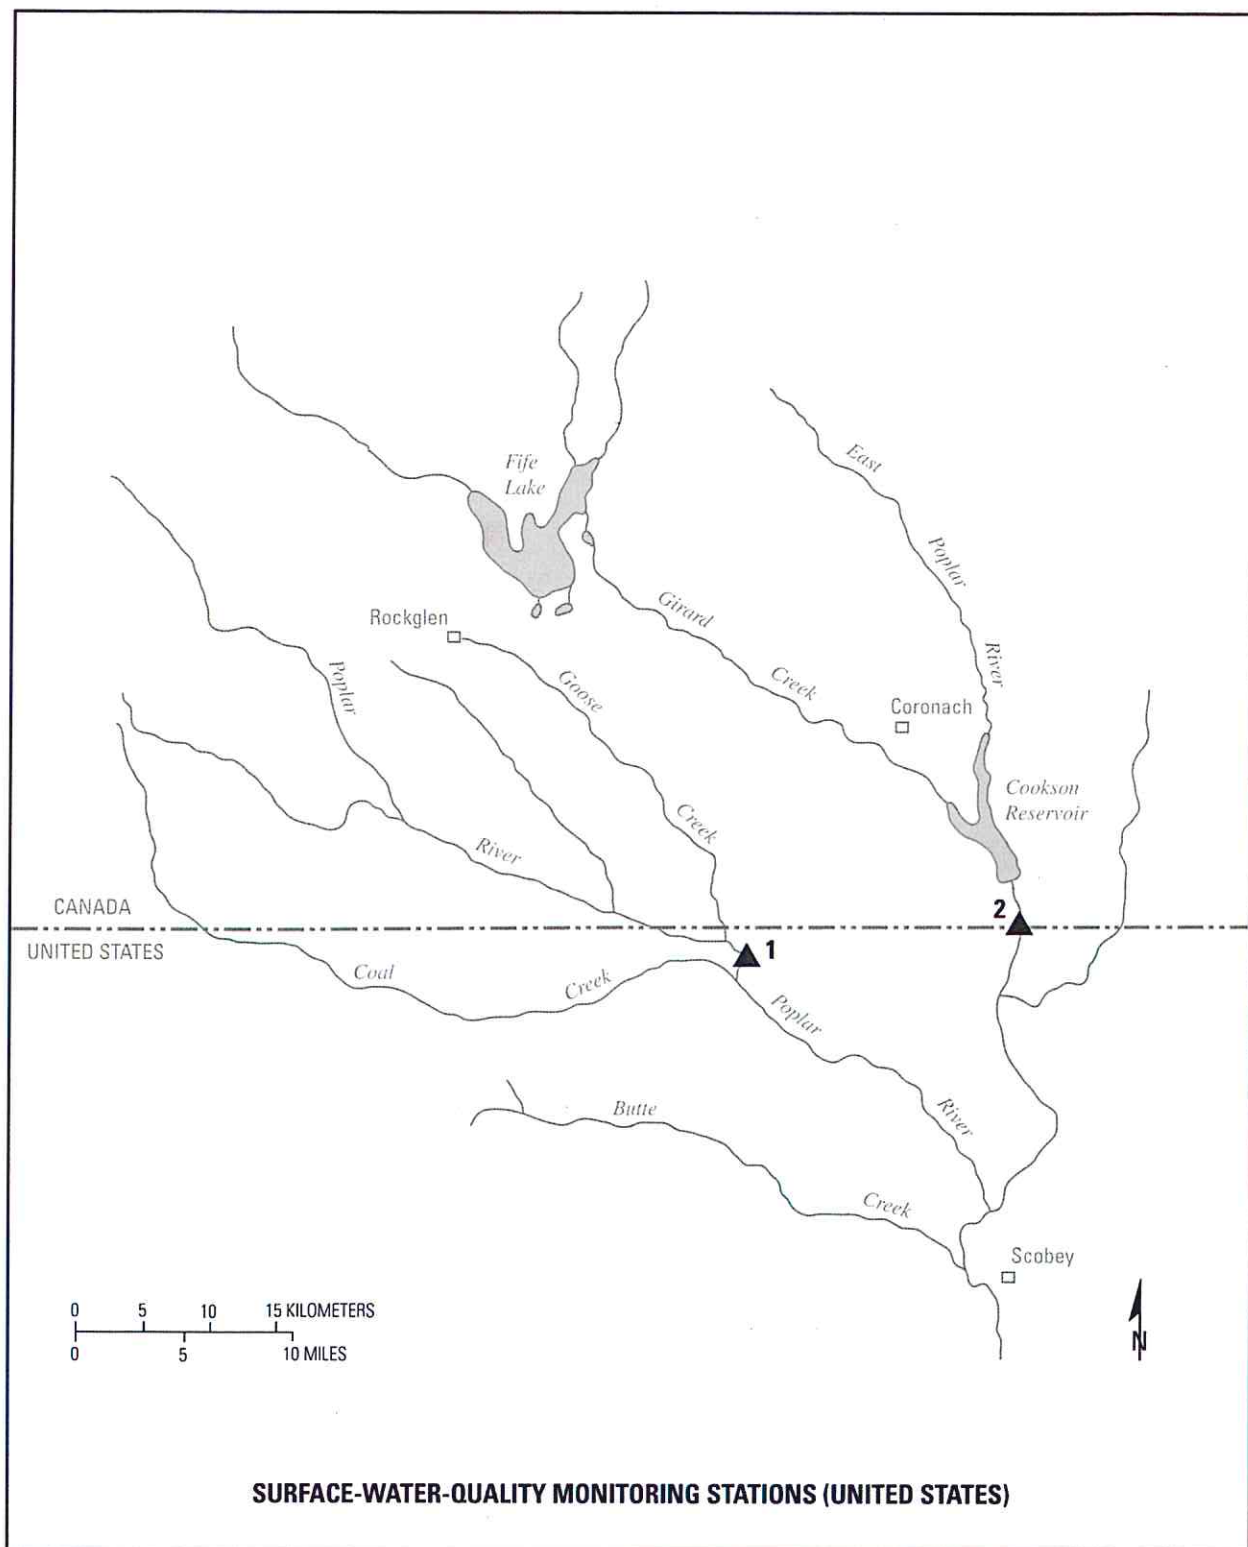 Fife
Lake
East
Poplar
River
Girard
Creek
Rockglen
Goose
Creek
Poplar
River
Coronach
Cookson
Reservoir
CANADA
UNITED STATES
2
1
Coal
Creek
Poplar
River
Butte
Creek
Scobey
0 5 10 15 KILOMETERS
0 5 10 MILES
N
SURFACE-WATER-QUALITY MONITORING STATIONS (UNITED STATES)